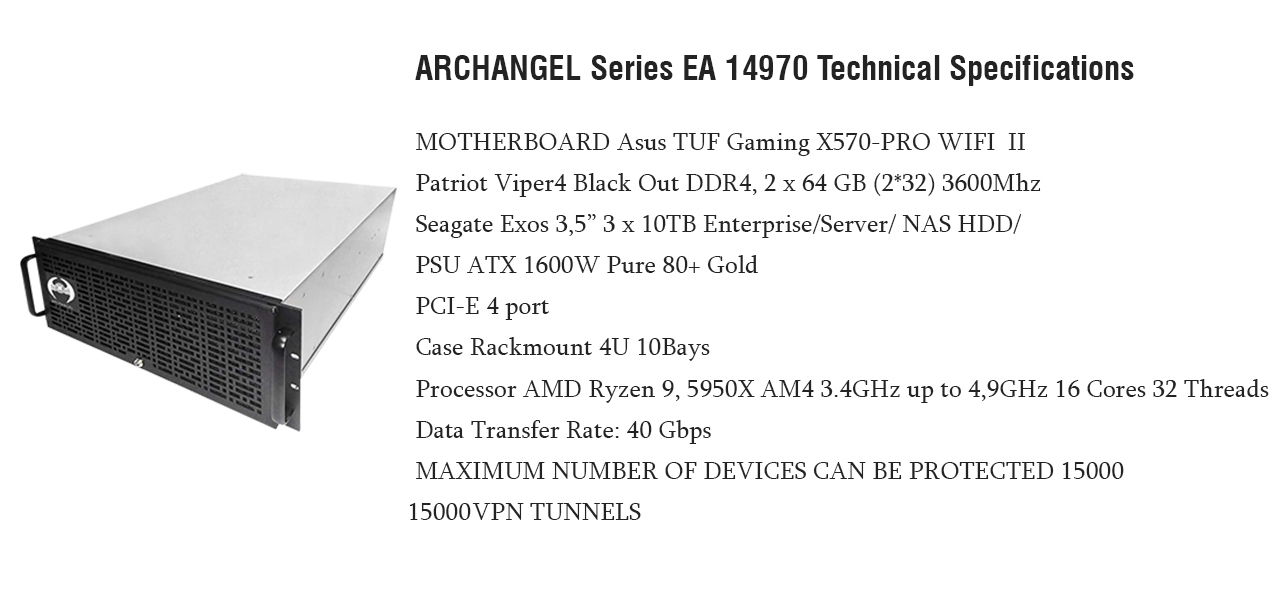 ARCHANGEL Series EA 14970 Technical Specifications
MOTHERBOARD Asus TUF Gaming X570-PRO WIFI  II
Patriot Viper4 Black Out DDR4, 2 x 64 GB (2*32) 3600Mhz
Seagate Exos 3,5” 3 x 10TB Enterprise/Server/ NAS HDD/
PSU ATX 1600W Pure 80+ Gold
PCI-E 4 port
Case Rackmount 4U 10Bays
Processor AMD Ryzen 9, 5950X AM4 3.4GHz up to 4,9GHz 16 Cores 32 Threads
Data Transfer Rate: 40 Gbps
MAXIMUM NUMBER OF DEVICES CAN BE PROTECTED 15000
15000VPN TUNNELS